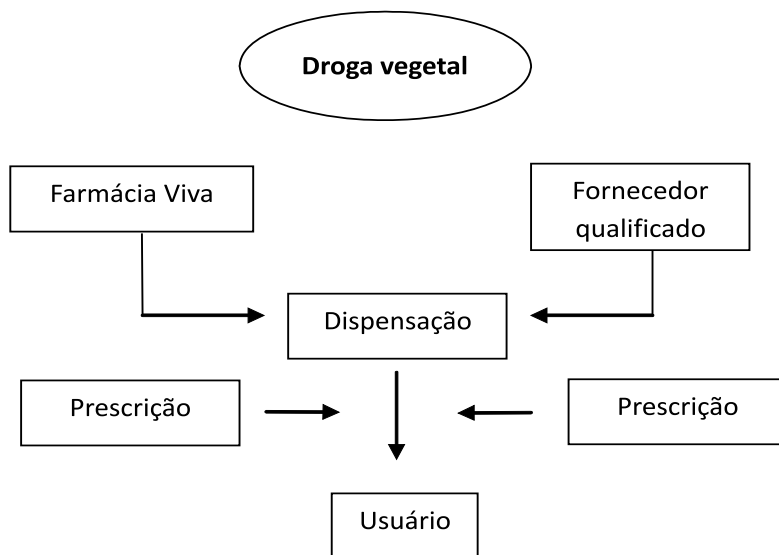 Droga vegetal
Farmácia Viva
Fornecedor
qualificado
Dispensação
Prescrição
Prescrição
Usuário